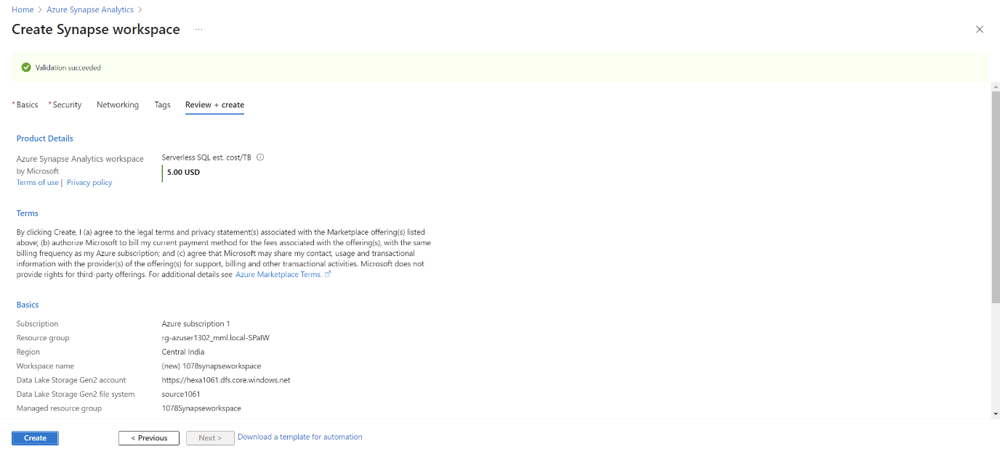 Home > Azure Synapse Analytics >
Create Synapse workspace ...
Validation succeeded
* Basics * Security Networking Tags Review + create
Product Details
Azure Synapse Analytics workspace
by Microsoft
Terms of use | Privacy policy
Serverless SQL est. cost/TB
5.00 USD
Terms
By clicking Create, I (a) agree to the legal terms and privacy statement(s) associated with the Marketplace offering(s) listed
above; (b) authorize Microsoft to bill my current payment method for the fees associated with the offering(s), with the same
billing frequency as my Azure subscription; and (c) agree that Microsoft may share my contact, usage and transactional
information with the provider(s) of the offering(s) for support, billing and other transactional activities. Microsoft does not
provide rights for third-party offerings. For additional details see Azure Marketplace Terms.
Basics
Subscription Azure subscription 1
Resource group rg-azuser1302_mml.local-SPaIW
Region Central India
Workspace name (new) 1078synapseworkspace
Data Lake Storage Gen2 account https://hexa1061.dfs.core.windows.net
Data Lake Storage Gen2 file system source1061
Managed resource group 1078Synapseworkspace
Create < Previous Next > Download a template for automation